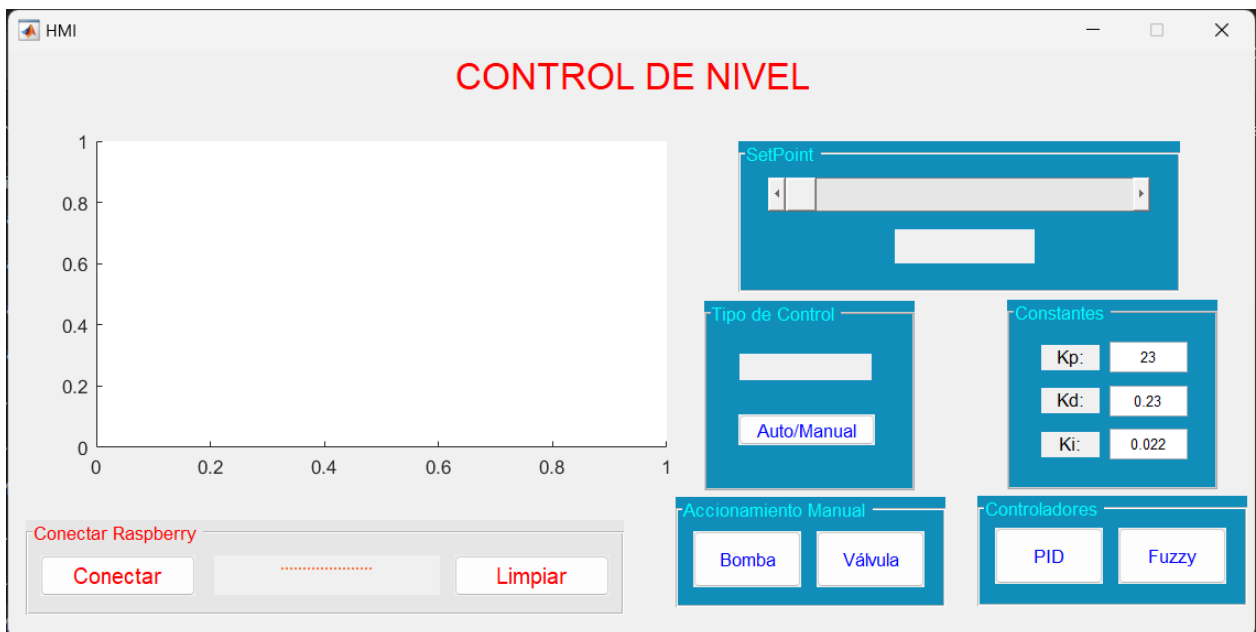 HMI
CONTROL DE NIVEL
1
0.8
0.6
0.4
0.2
0
0 0.2 0.4 0.6 0.8 1
SetPoint
Tipo de Control
Auto/Manual
Constantes
Kp: 23
Kd: 0.23
Ki: 0.022
Conectar Raspberry
Conectar
....................
Limpiar
Accionamiento Manual
Bomba Válvula
Controladores
PID Fuzzy